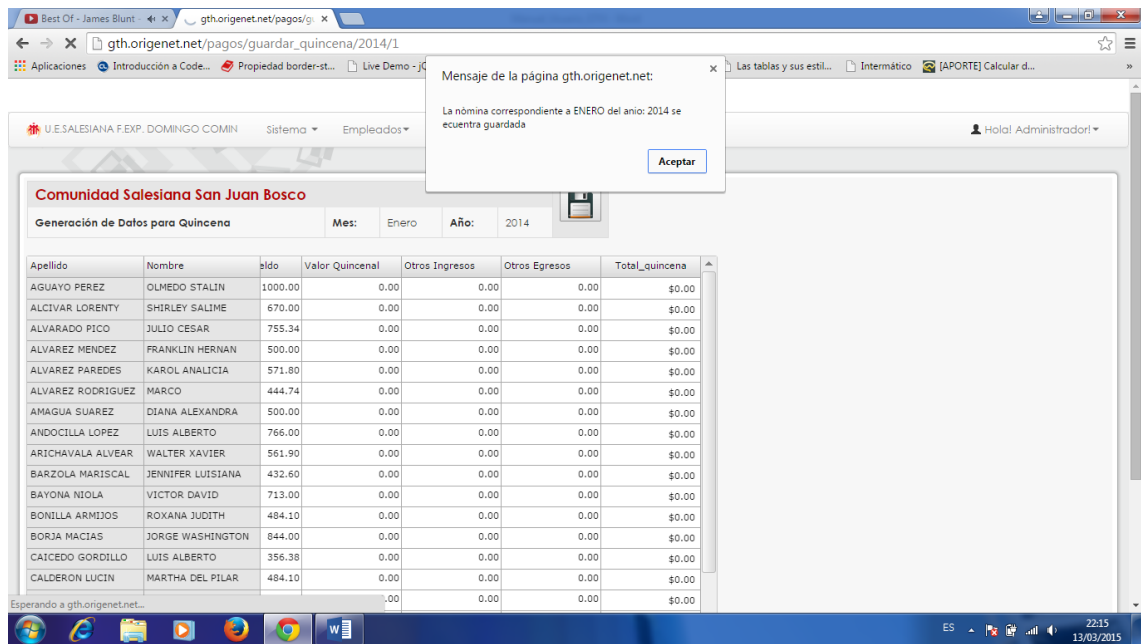 Best Of - James Blunt -
gth.origenet.net/pagos/gu
gth.origenet.net/pagos/guardar_quincena/2014/1
Aplicaciones Introducción a Code... Propiedad border-st... Live Demo - jQ Las tablas y sus estil... Intermático [APORTE] Calcular d... »
Mensaje de la página gth.origenet.net:
La nòmina correspondiente a ENERO del anio: 2014 se
ecuentra guardada
Aceptar
U.E.SALESIANA F.EXP. DOMINGO COMIN Sistema Empleados Hola! Administrador!
Comunidad Salesiana San Juan Bosco
Generación de Datos para Quincena Mes: Enero Año: 2014
Apellido Nombre eldo Valor Quincenal Otros Ingresos Otros Egresos Total_quincena
AGUAYO PEREZ OLMEDO STALIN 1000.00 0.00 0.00 0.00 $0.00
ALCIVAR LORENTY SHIRLEY SALIME 670.00 0.00 0.00 0.00 $0.00
ALVARADO PICO JULIO CESAR 755.34 0.00 0.00 0.00 $0.00
ALVAREZ MENDEZ FRANKLIN HERNAN 500.00 0.00 0.00 0.00 $0.00
ALVAREZ PAREDES KAROL ANALICIA 571.80 0.00 0.00 0.00 $0.00
ALVAREZ RODRIGUEZ MARCO 444.74 0.00 0.00 0.00 $0.00
AMAGUA SUAREZ DIANA ALEXANDRA 500.00 0.00 0.00 0.00 $0.00
ANDOCILLA LOPEZ LUIS ALBERTO 766.00 0.00 0.00 0.00 $0.00
ARICHAVALA ALVEAR WALTER XAVIER 561.90 0.00 0.00 0.00 $0.00
BARZOLA MARISCAL JENNIFER LUISIANA 432.60 0.00 0.00 0.00 $0.00
BAYONA NIOLA VICTOR DAVID 713.00 0.00 0.00 0.00 $0.00
BONILLA ARMIJOS ROXANA JUDITH 484.10 0.00 0.00 0.00 $0.00
BORJA MACIAS JORGE WASHINGTON 844.00 0.00 0.00 0.00 $0.00
CAICEDO GORDILLO LUIS ALBERTO 356.38 0.00 0.00 0.00 $0.00
CALDERON LUCIN MARTHA DEL PILAR 484.10 0.00 0.00 0.00 $0.00
.00 0.00 0.00 $0.00
Esperando a gth.origenet.net...
ES 22:15
13/03/2015